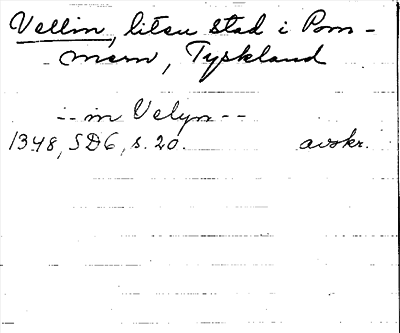 Vellin, liten stad i Pom-
mern, Tyskland
-- in Velyn --
1348, SD6, s. 20. avskr.